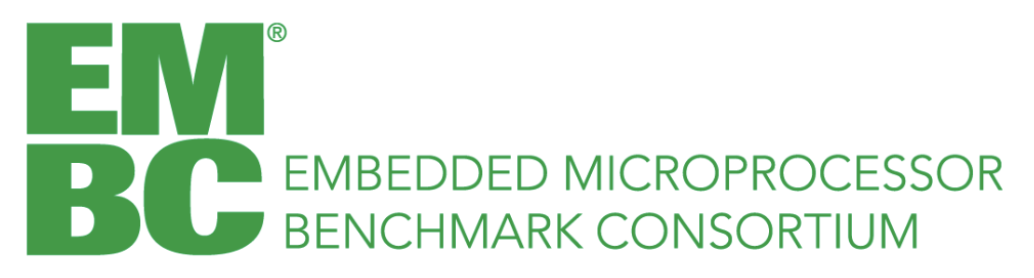 EM®
BC
EMBEDDED MICROPROCESSOR
BENCHMARK CONSORTIUM